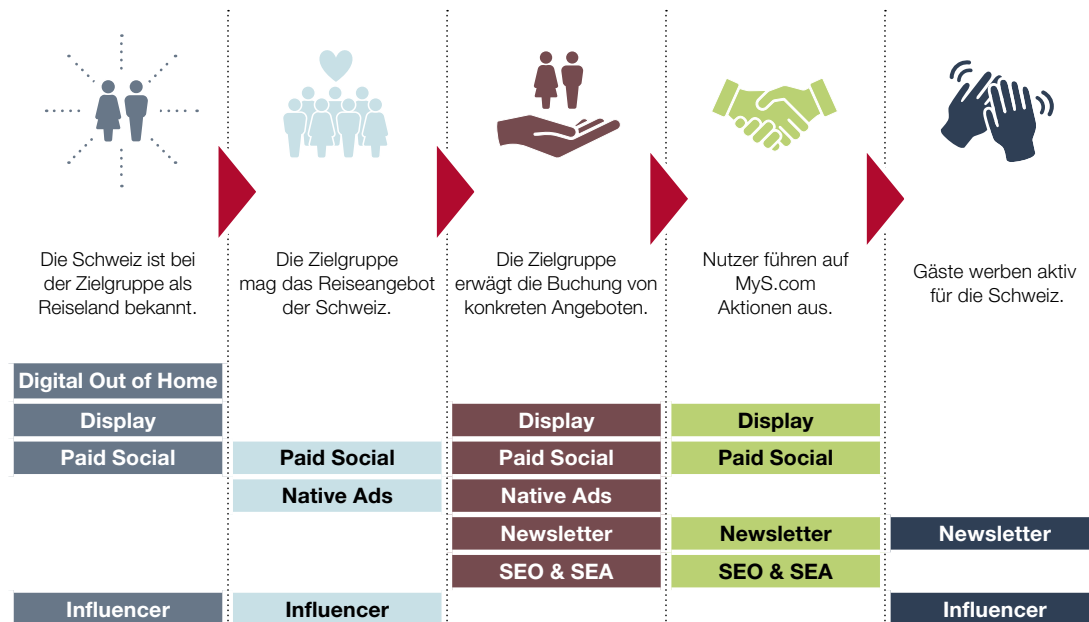 Die Schweiz ist bei
der Zielgruppe als
Reiseland bekannt.
Die Zielgruppe
mag das Reiseangebot
der Schweiz.
Die Zielgruppe
erwägt die Buchung von
konkreten Angeboten.
Nutzer führen auf
MyS.com
Aktionen aus.
Gäste werben aktiv
für die Schweiz.
Digital Out of Home
Display
Display
Display
Paid Social
Paid Social
Paid Social
Paid Social
Native Ads
Native Ads
Newsletter
Newsletter
Newsletter
SEO & SEA
SEO & SEA
Influencer
Influencer
Influencer